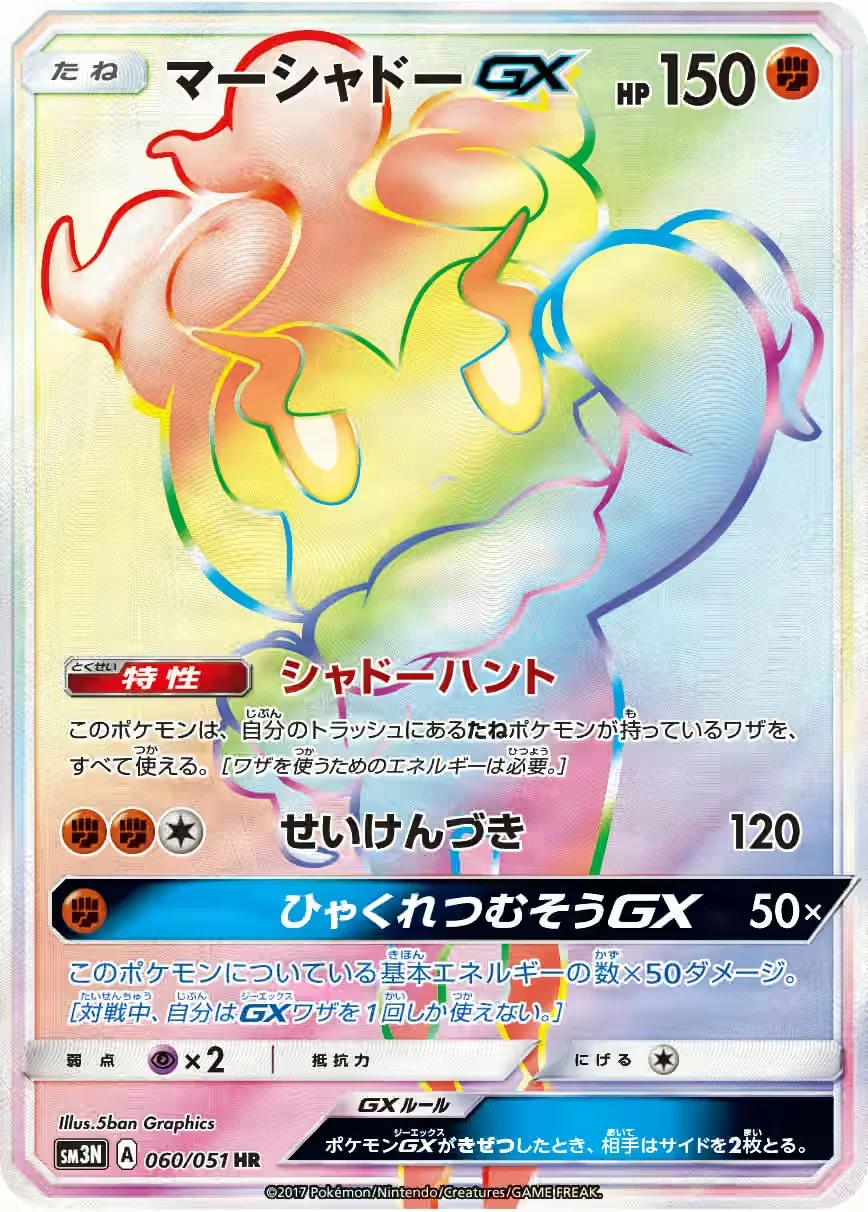 たね マーシャドーGX HP 150
とくせい
特性 シャドーハント
このポケモンは、自分のトラッシュにあるたねポケモンが持っているワザを、
すべて使える。[ワザを使うためのエネルギーは必要。]
せいけんづき 120
ひゃくれつむそうGX 50×
このポケモンについている基本エネルギーの数×50ダメージ。
[対戦中、自分はGXワザを1回しか使えない。]
弱点 ×2 抵抗力 にげる
GXルール
ポケモンGXがきぜつしたとき、相手はサイドを2枚とる。
Illus.5ban Graphics
SM3N A 060/051 HR
©2017 Pokémon/Nintendo/Creatures/GAME FREAK.